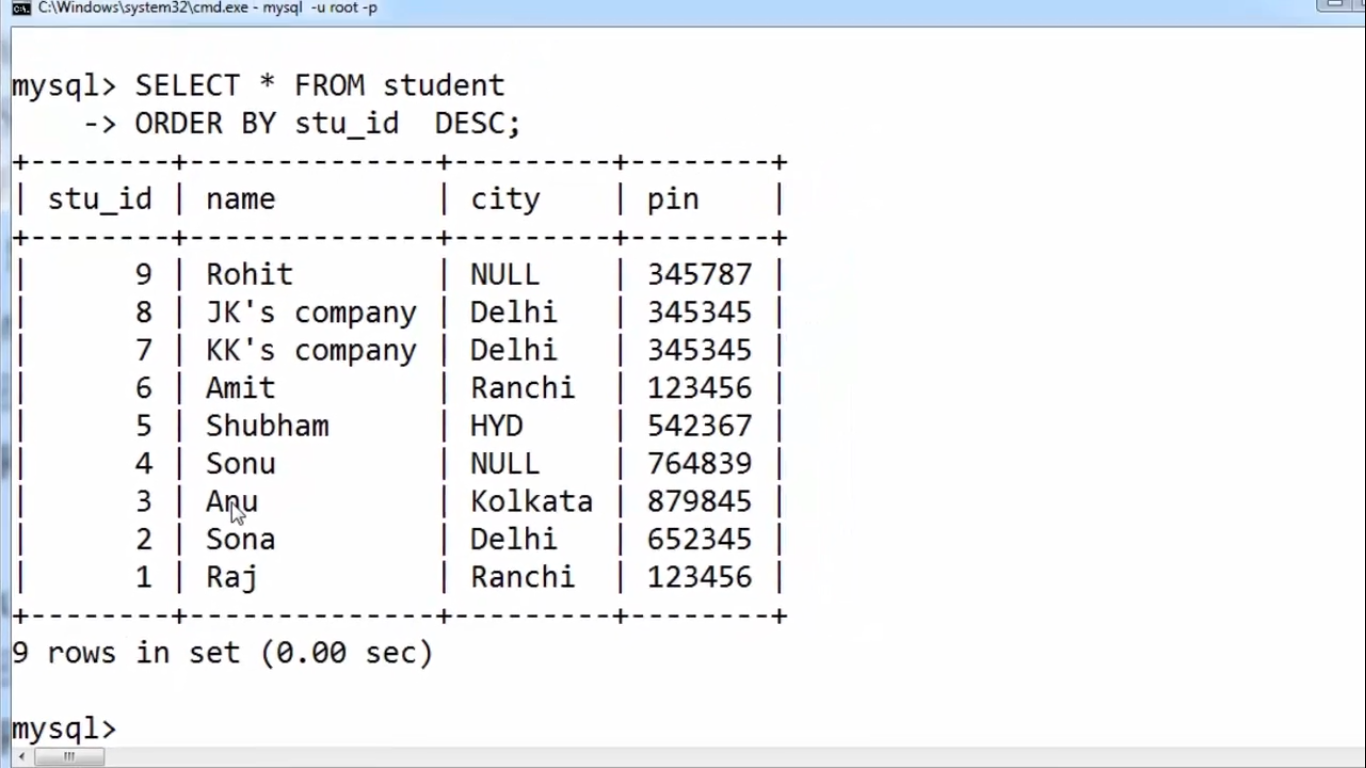 C:\Windows\system32\cmd.exe - mysql  -u root -p
mysql> SELECT * FROM student
    -> ORDER BY stu_id  DESC;
+--------+--------------+---------+--------+
| stu_id | name         | city    | pin    |
+--------+--------------+---------+--------+
|      9 | Rohit        | NULL    | 345787 |
|      8 | JK's company | Delhi   | 345345 |
|      7 | KK's company | Delhi   | 345345 |
|      6 | Amit         | Ranchi  | 123456 |
|      5 | Shubham      | HYD     | 542367 |
|      4 | Sonu         | NULL    | 764839 |
|      3 | Anu          | Kolkata | 879845 |
|      2 | Sona         | Delhi   | 652345 |
|      1 | Raj          | Ranchi  | 123456 |
+--------+--------------+---------+--------+
9 rows in set (0.00 sec)
mysql>